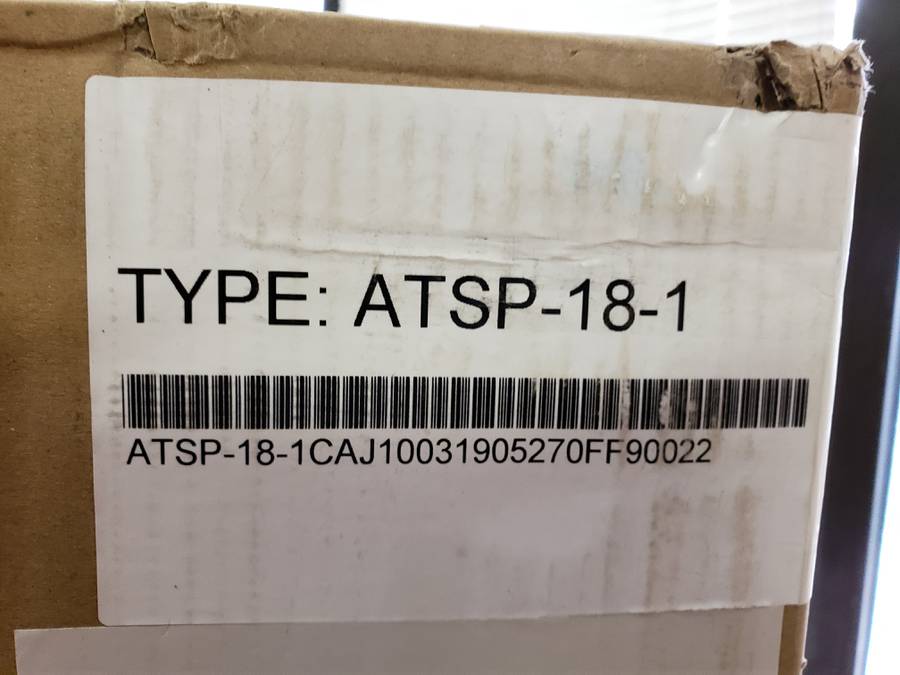 TYPE: ATSP-18-1
ATSP-18-1CAJ10031905270FF90022